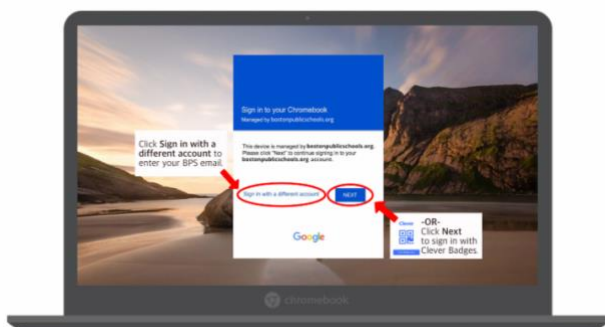 Sign in to your Chromebook
Managed by bostonpublicschools.org
This device is managed by bostonpublicschools.org.
Please click "Next" to continue signing in to your
bostonpublicschools.org account.
Click Sign in with a
different account to
enter your BPS email.
Sign in with a different account
NEXT
Google
Clever
-OR-
Click Next
to sign in with
Clever Badges.
chromebook